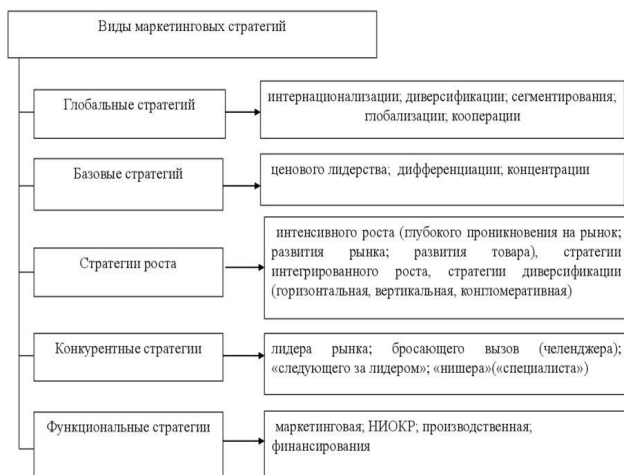 Виды маркетинговых стратегий
Глобальные стратегий
интернационализации; диверсификации; сегментирования;
глобализации; кооперации
Базовые стратегий
ценового лидерства; дифференциации; концентрации
Стратегии роста
интенсивного роста (глубокого проникновения на рынок;
развития рынка; развития товара), стратегии
интегрированного роста, стратегии диверсификации
(горизонтальная, вертикальная, конгломеративная)
Конкурентные стратегии
лидера рынка; бросающего вызов (челенджера);
«следующего за лидером»; «нишера»(«специалиста»)
Функциональные стратегии
маркетинговая; НИОКР; производственная;
финансирования